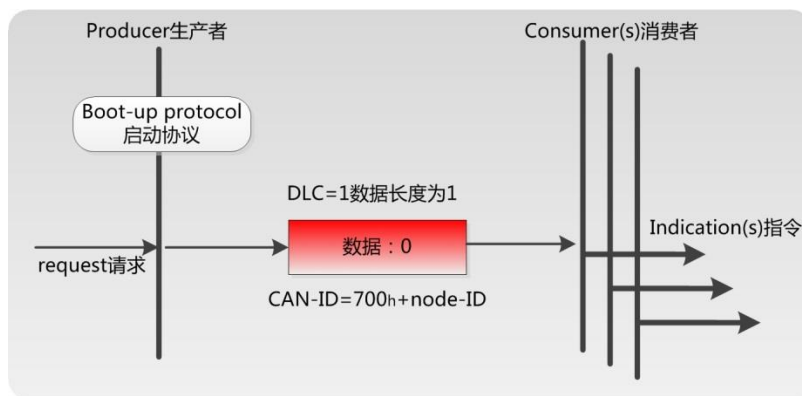 Producer生产者
Consumer(s)消费者
Boot-up protocol
启动协议
DLC=1数据长度为1
Indication(s)指令
数据：0
request请求
CAN-ID=700h+node-ID